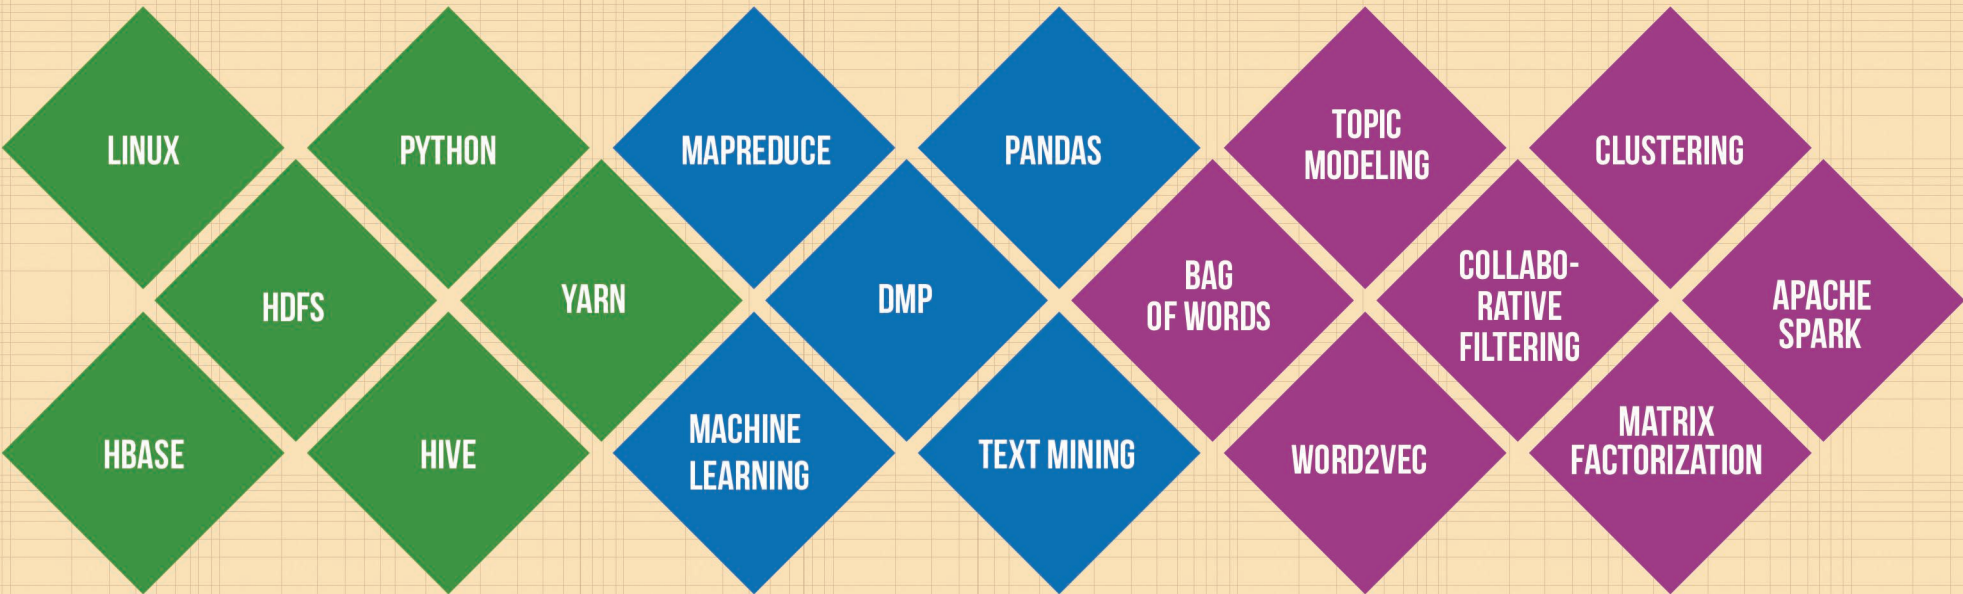 LINUX
PYTHON
MAPREDUCE
PANDAS
TOPIC
MODELING
CLUSTERING
HDFS
YARN
DMP
BAG
OF WORDS
COLLABO-
RATIVE
FILTERING
APACHE
SPARK
HBASE
HIVE
MACHINE
LEARNING
TEXT MINING
WORD2VEC
MATRIX
FACTORIZATION